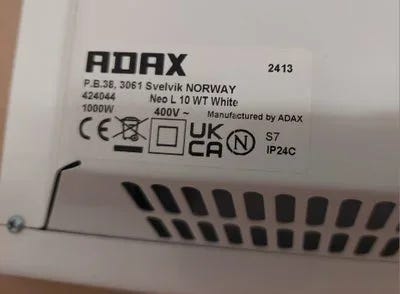 ADAX 2413
P.B.38, 3061 Svelvik NORWAY
424044 Neo L 10 WT White
1000W 400V ~ Manufactured by ADAX
CE UK CA N S7
IP24C